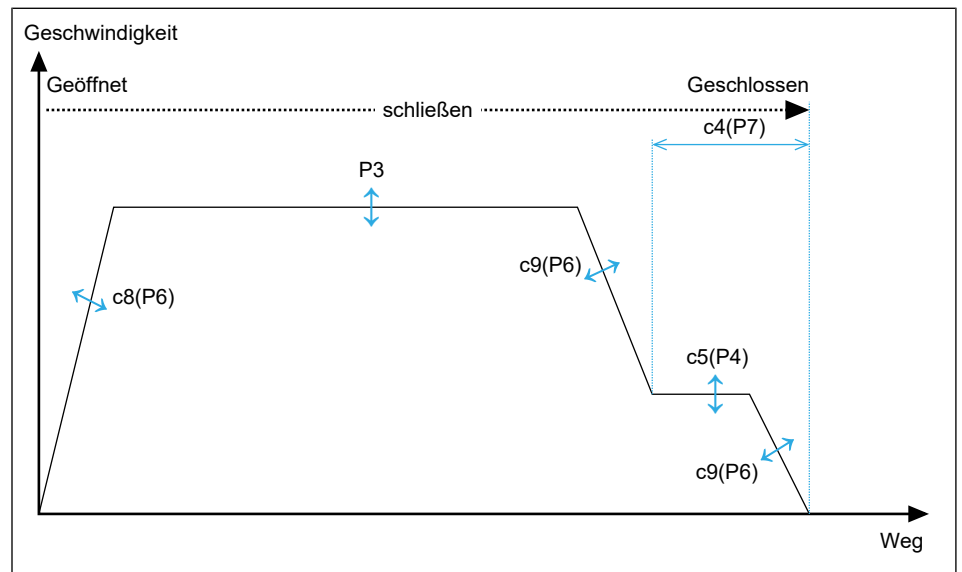 Geschwindigkeit
Geöffnet
Geschlossen
schließen
c4(P7)
P3
c9(P6)
c8(P6)
c5(P4)
c9(P6)
Weg